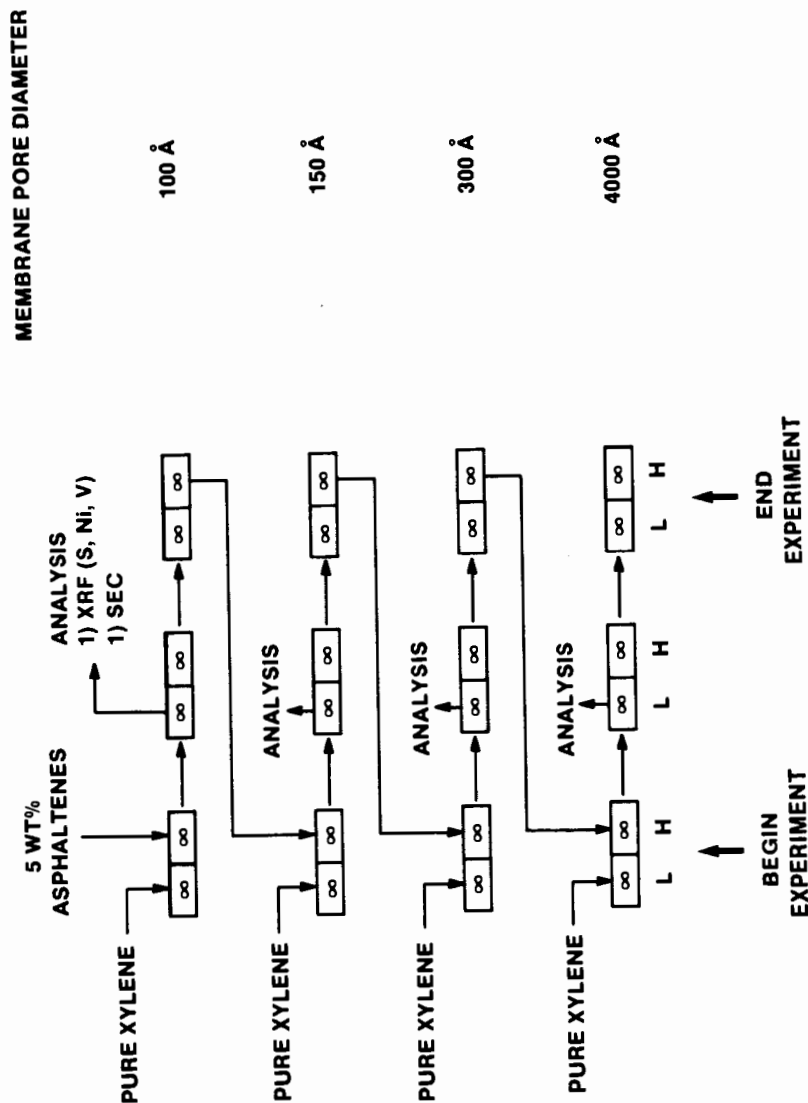 MEMBRANE PORE DIAMETER
5 WT%
ASPHALTENES
ANALYSIS
1) XRF (S, Ni, V)
1) SEC
PURE XYLENE
∞ ∞
∞ ∞
∞ ∞
100 Å
PURE XYLENE
ANALYSIS
∞ ∞
∞ ∞
∞ ∞
150 Å
PURE XYLENE
ANALYSIS
∞ ∞
∞ ∞
∞ ∞
300 Å
PURE XYLENE
ANALYSIS
∞ ∞
∞ ∞
∞ ∞
4000 Å
L H
L H
L H
BEGIN
EXPERIMENT
END
EXPERIMENT